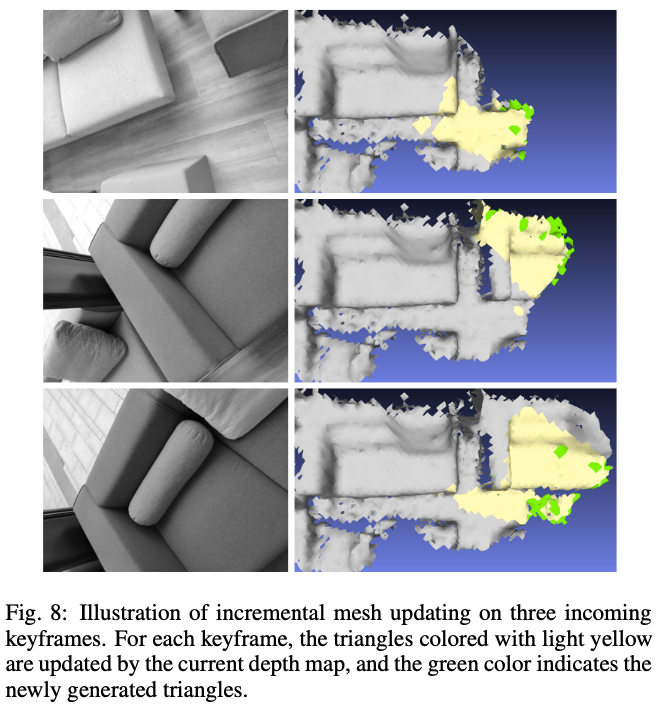 Fig. 8: Illustration of incremental mesh updating on three incoming
keyframes. For each keyframe, the triangles colored with light yellow
are updated by the current depth map, and the green color indicates the
newly generated triangles.